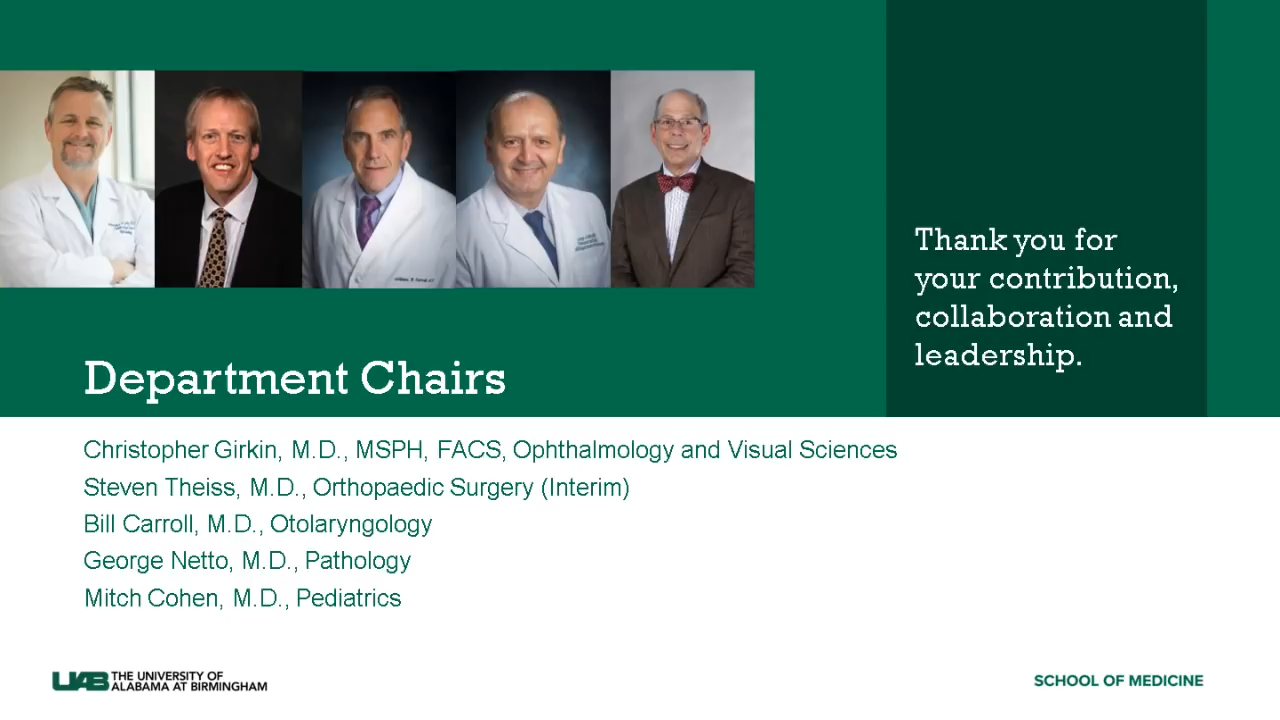 Thank you for
your contribution,
collaboration and
leadership.
Department Chairs
Christopher Girkin, M.D., MSPH, FACS, Ophthalmology and Visual Sciences
Steven Theiss, M.D., Orthopaedic Surgery (Interim)
Bill Carroll, M.D., Otolaryngology
George Netto, M.D., Pathology
Mitch Cohen, M.D., Pediatrics
UAB THE UNIVERSITY OF
ALABAMA AT BIRMINGHAM
SCHOOL OF MEDICINE